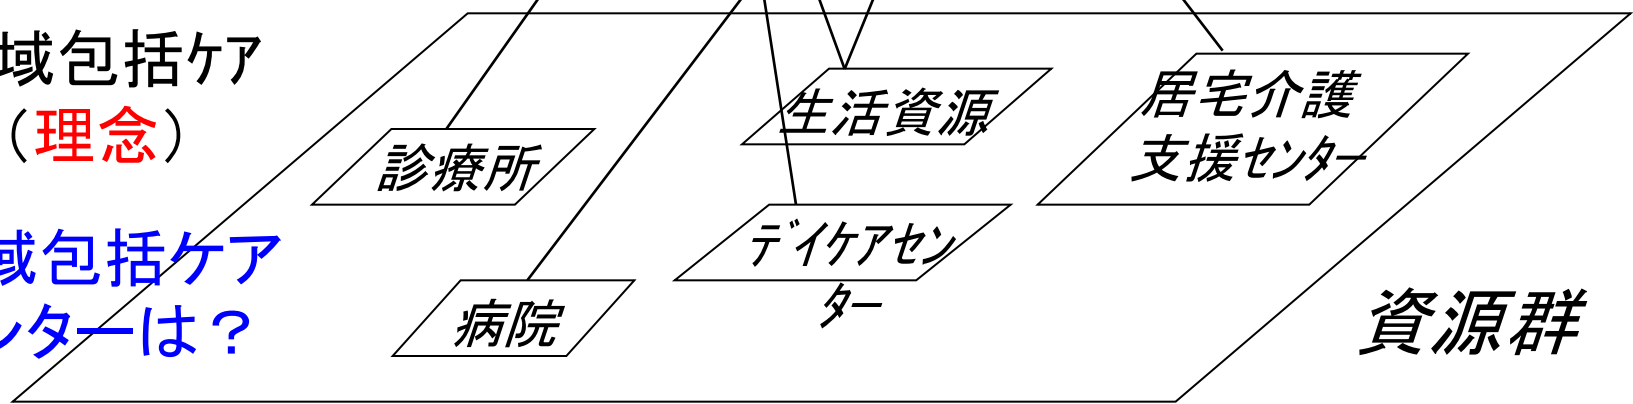 域包括ケア
（理念）
域包括ケア
ンターは？
診療所
生活資源
居宅介護
支援センター
デイケアセン
ター
病院
資源群